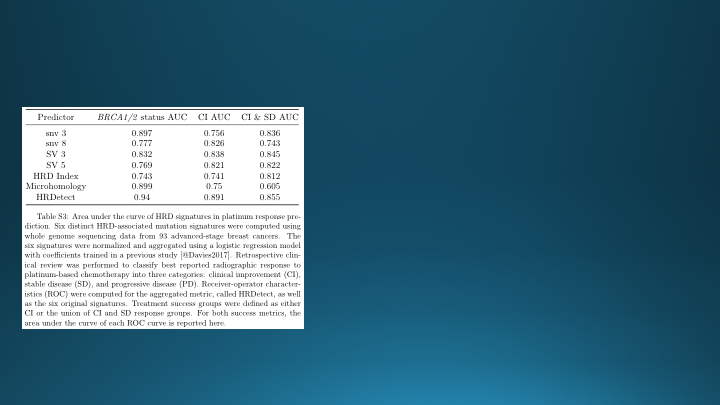 Predictor BRCA1/2 status AUC CI AUC CI & SD AUC
snv 3 0.897 0.756 0.836
snv 8 0.777 0.826 0.743
SV 3 0.832 0.838 0.845
SV 5 0.769 0.821 0.822
HRD Index 0.743 0.741 0.812
Microhomology 0.899 0.75 0.605
HRDetect 0.94 0.891 0.855
Table S3: Area under the curve of HRD signatures in platinum response pre-
diction. Six distinct HRD-associated mutation signatures were computed using
whole genome sequencing data from 93 advanced-stage breast cancers. The
six signatures were normalized and aggregated using a logistic regression model
with coefficients trained in a previous study [@Davies2017]. Retrospective clin-
ical review was performed to classify best reported radiographic response to
platinum-based chemotherapy into three categories: clinical improvement (CI),
stable disease (SD), and progressive disease (PD). Receiver-operator character-
istics (ROC) were computed for the aggregated metric, called HRDetect, as well
as the six original signatures. Treatment success groups were defined as either
CI or the union of CI and SD response groups. For both success metrics, the
area under the curve of each ROC curve is reported here.